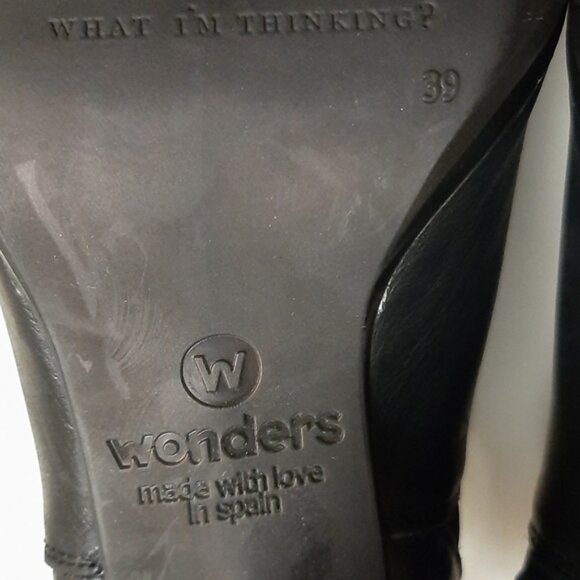 WHAT I'M THINKING?
39
W
wonders
made with love
in spain